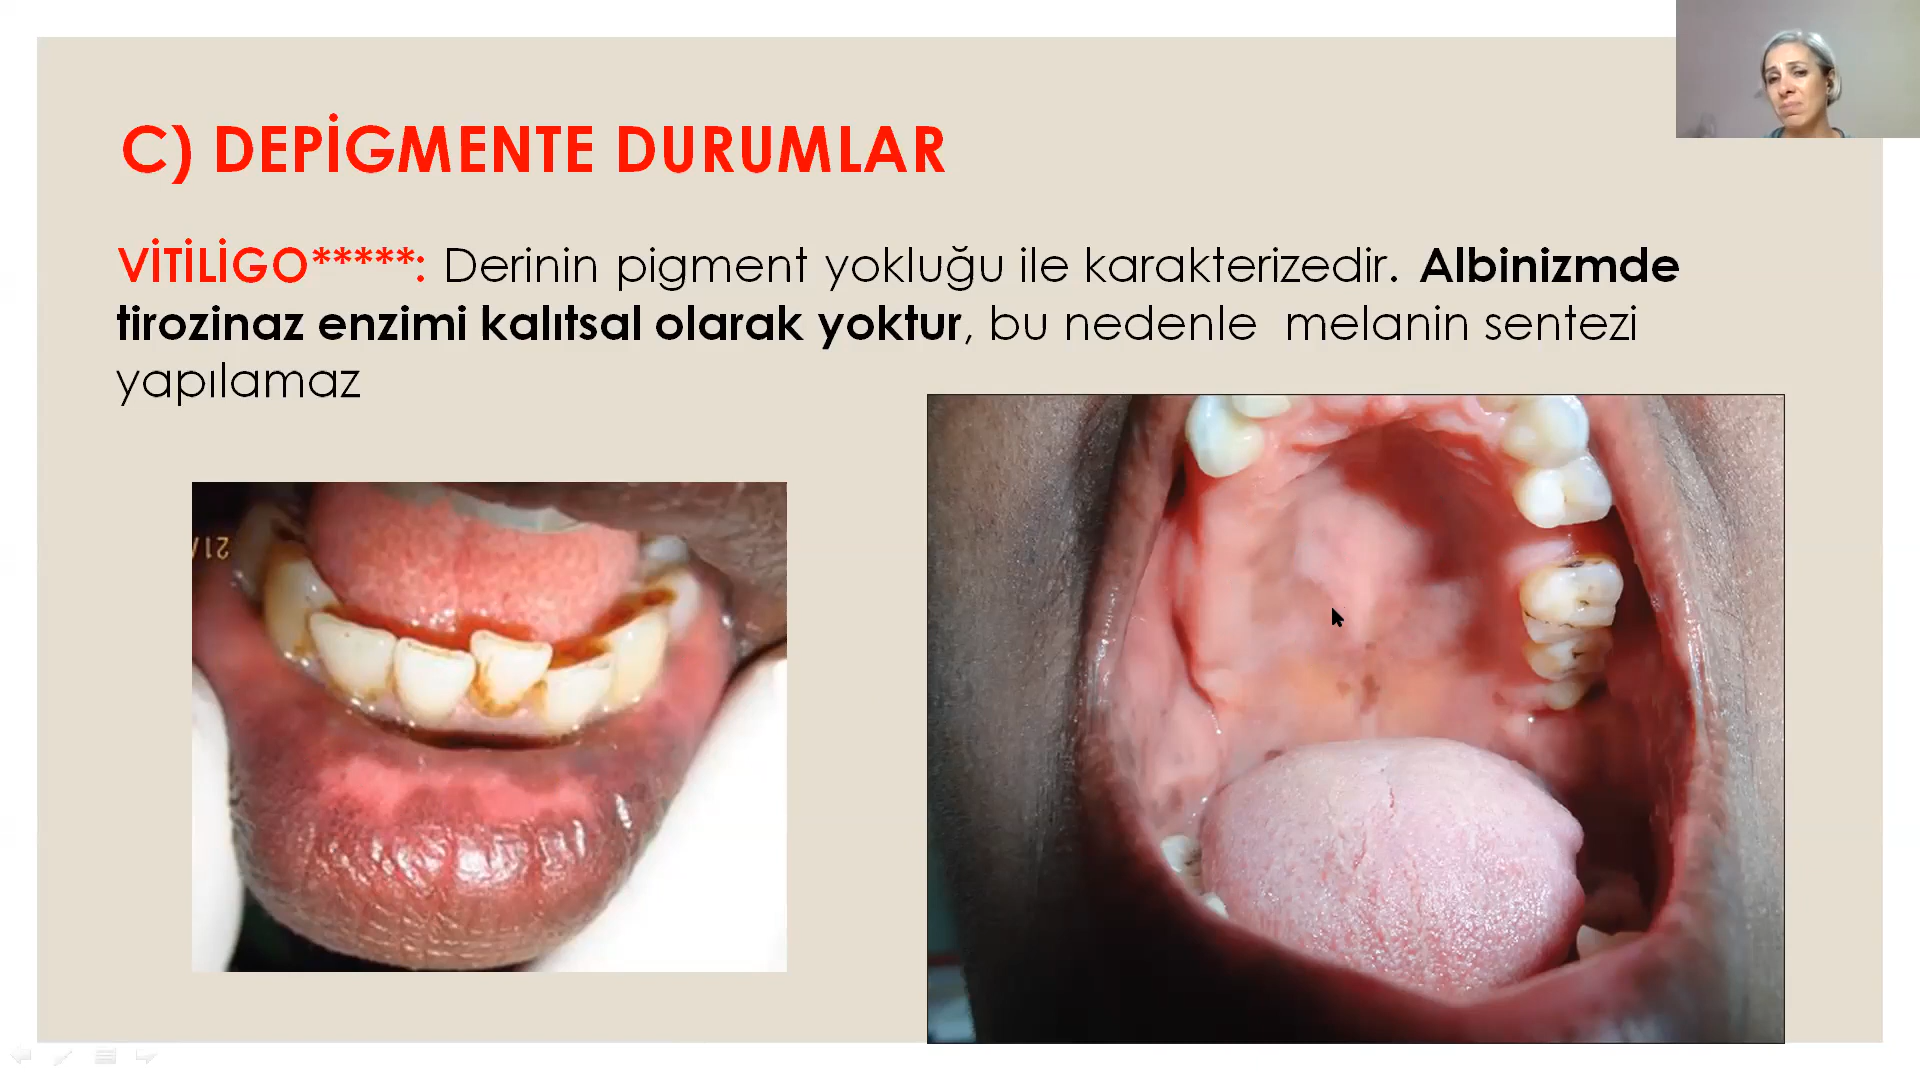 C) DEPİGMENTE DURUMLAR
VİTİLİGO*****: Derinin pigment yokluğu ile karakterizedir. Albinizmde
tirozinaz enzimi kalıtsal olarak yoktur, bu nedenle melanin sentezi
yapılamaz